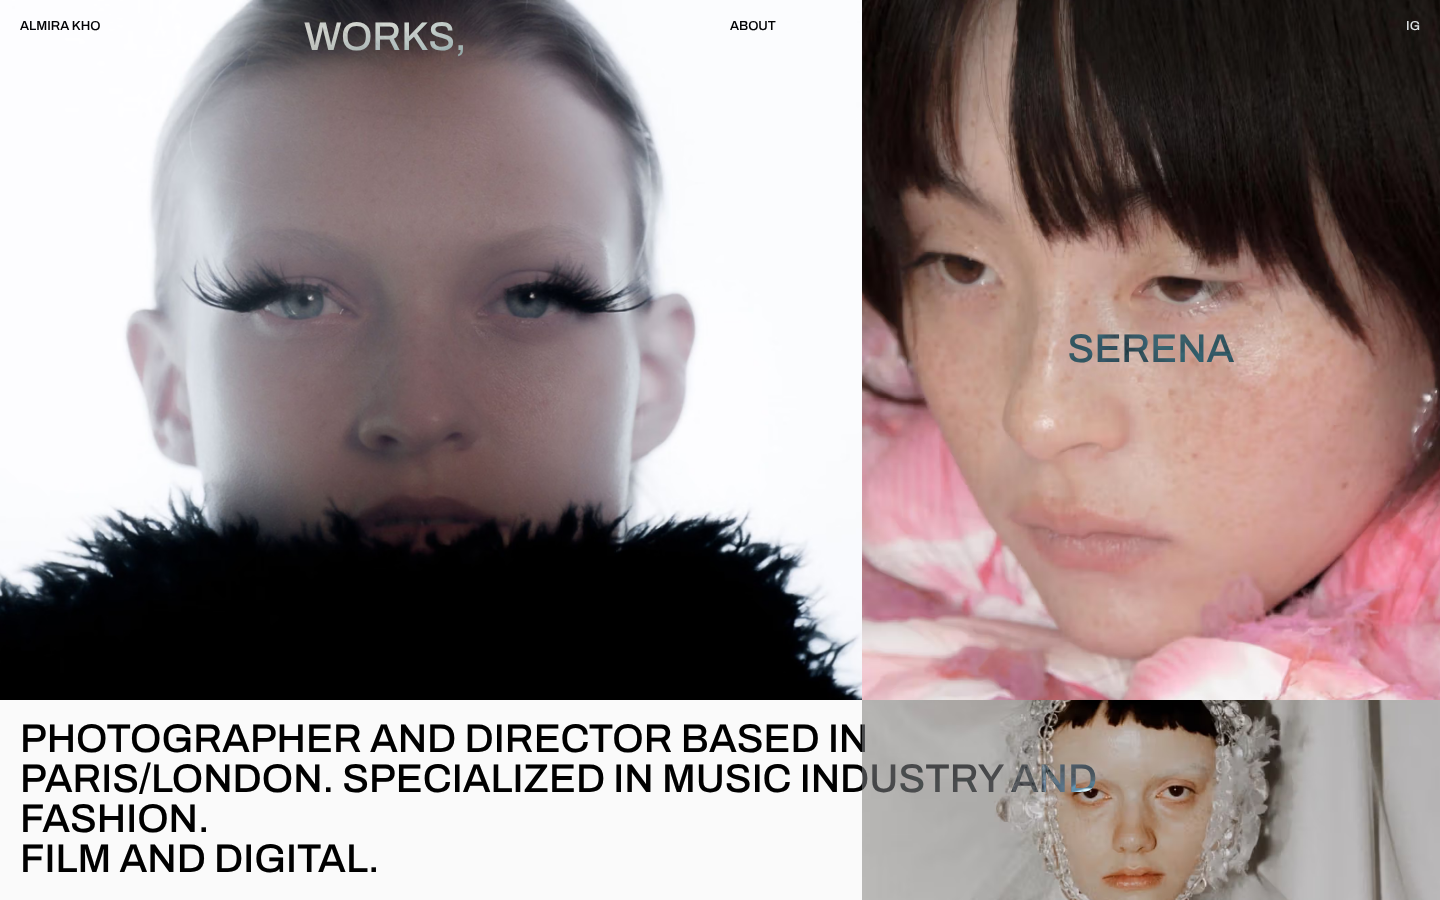 ALMIRA KHO
WORKS,
ABOUT
IG
SERENA
PHOTOGRAPHER AND DIRECTOR BASED IN
PARIS/LONDON. SPECIALIZED IN MUSIC INDUSTRY AND
FASHION.
FILM AND DIGITAL.